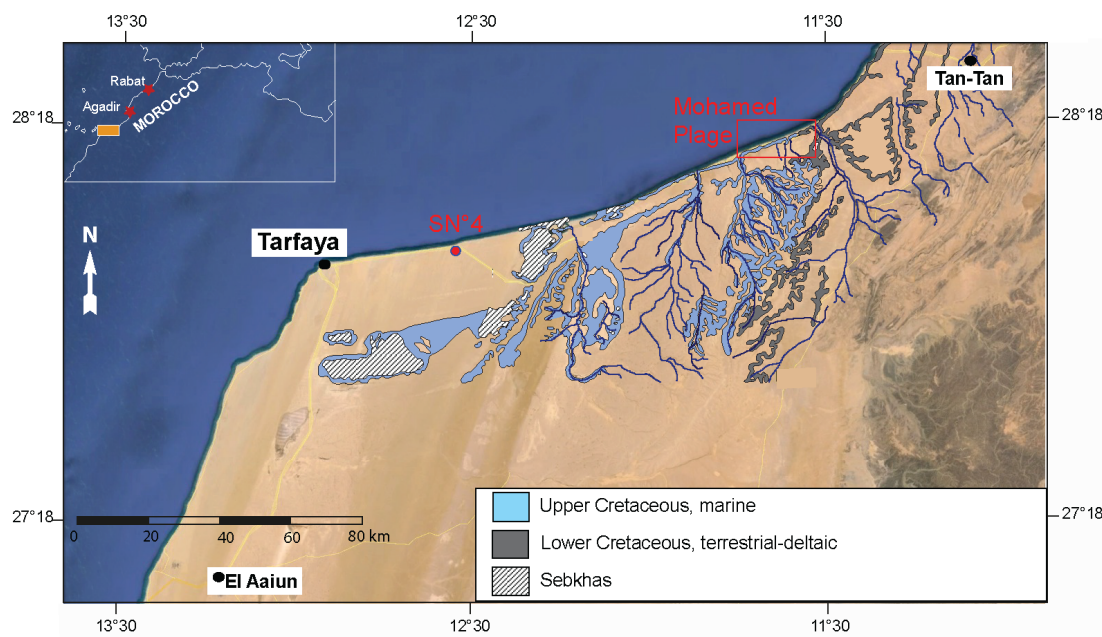 13°30
12°30
11°30
Rabat
Agadir
MOROCCO
Tan-Tan
Mohamed
Plage
28°18
28°18
SN°4
N
Tarfaya
Upper Cretaceous, marine
Lower Cretaceous, terrestrial-deltaic
Sebkhas
27°18
27°18
0 20 40 60 80 km
El Aaiun
13°30
12°30
11°30